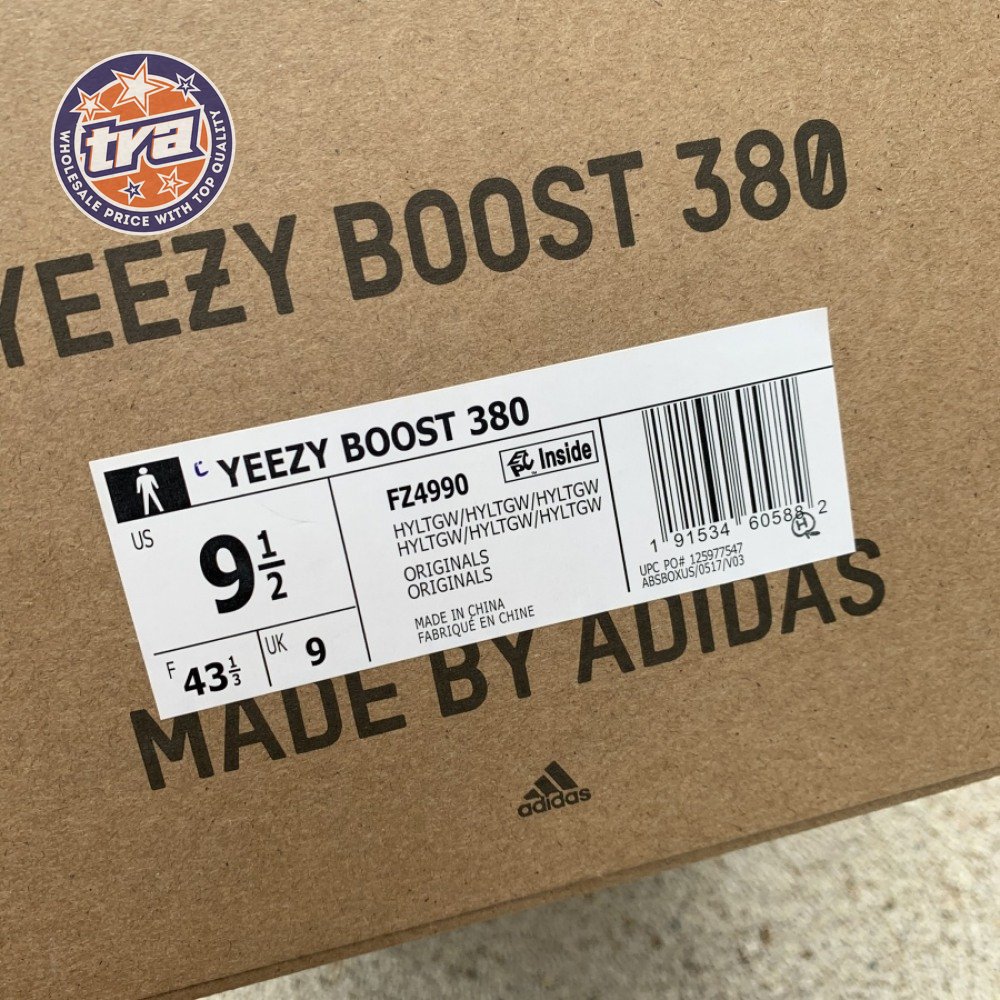 tra
WHOLESALE PRICE WITH TOP QUALITY
YEEZY BOOST 380
YEEZY BOOST 380
US
9 1/2
F 43 1/3
UK 9
FZ4990
EPC Inside
HYLTGW/HYLTGW/HYLTGW
HYLTGW/HYLTGW/HYLTGW
ORIGINALS
ORIGINALS
MADE IN CHINA
FABRIQUÉ EN CHINE
1 91534 60588 2
UPC PO# 125977547
ABSBOXUS/0517/V03
MADE BY ADIDAS
adidas